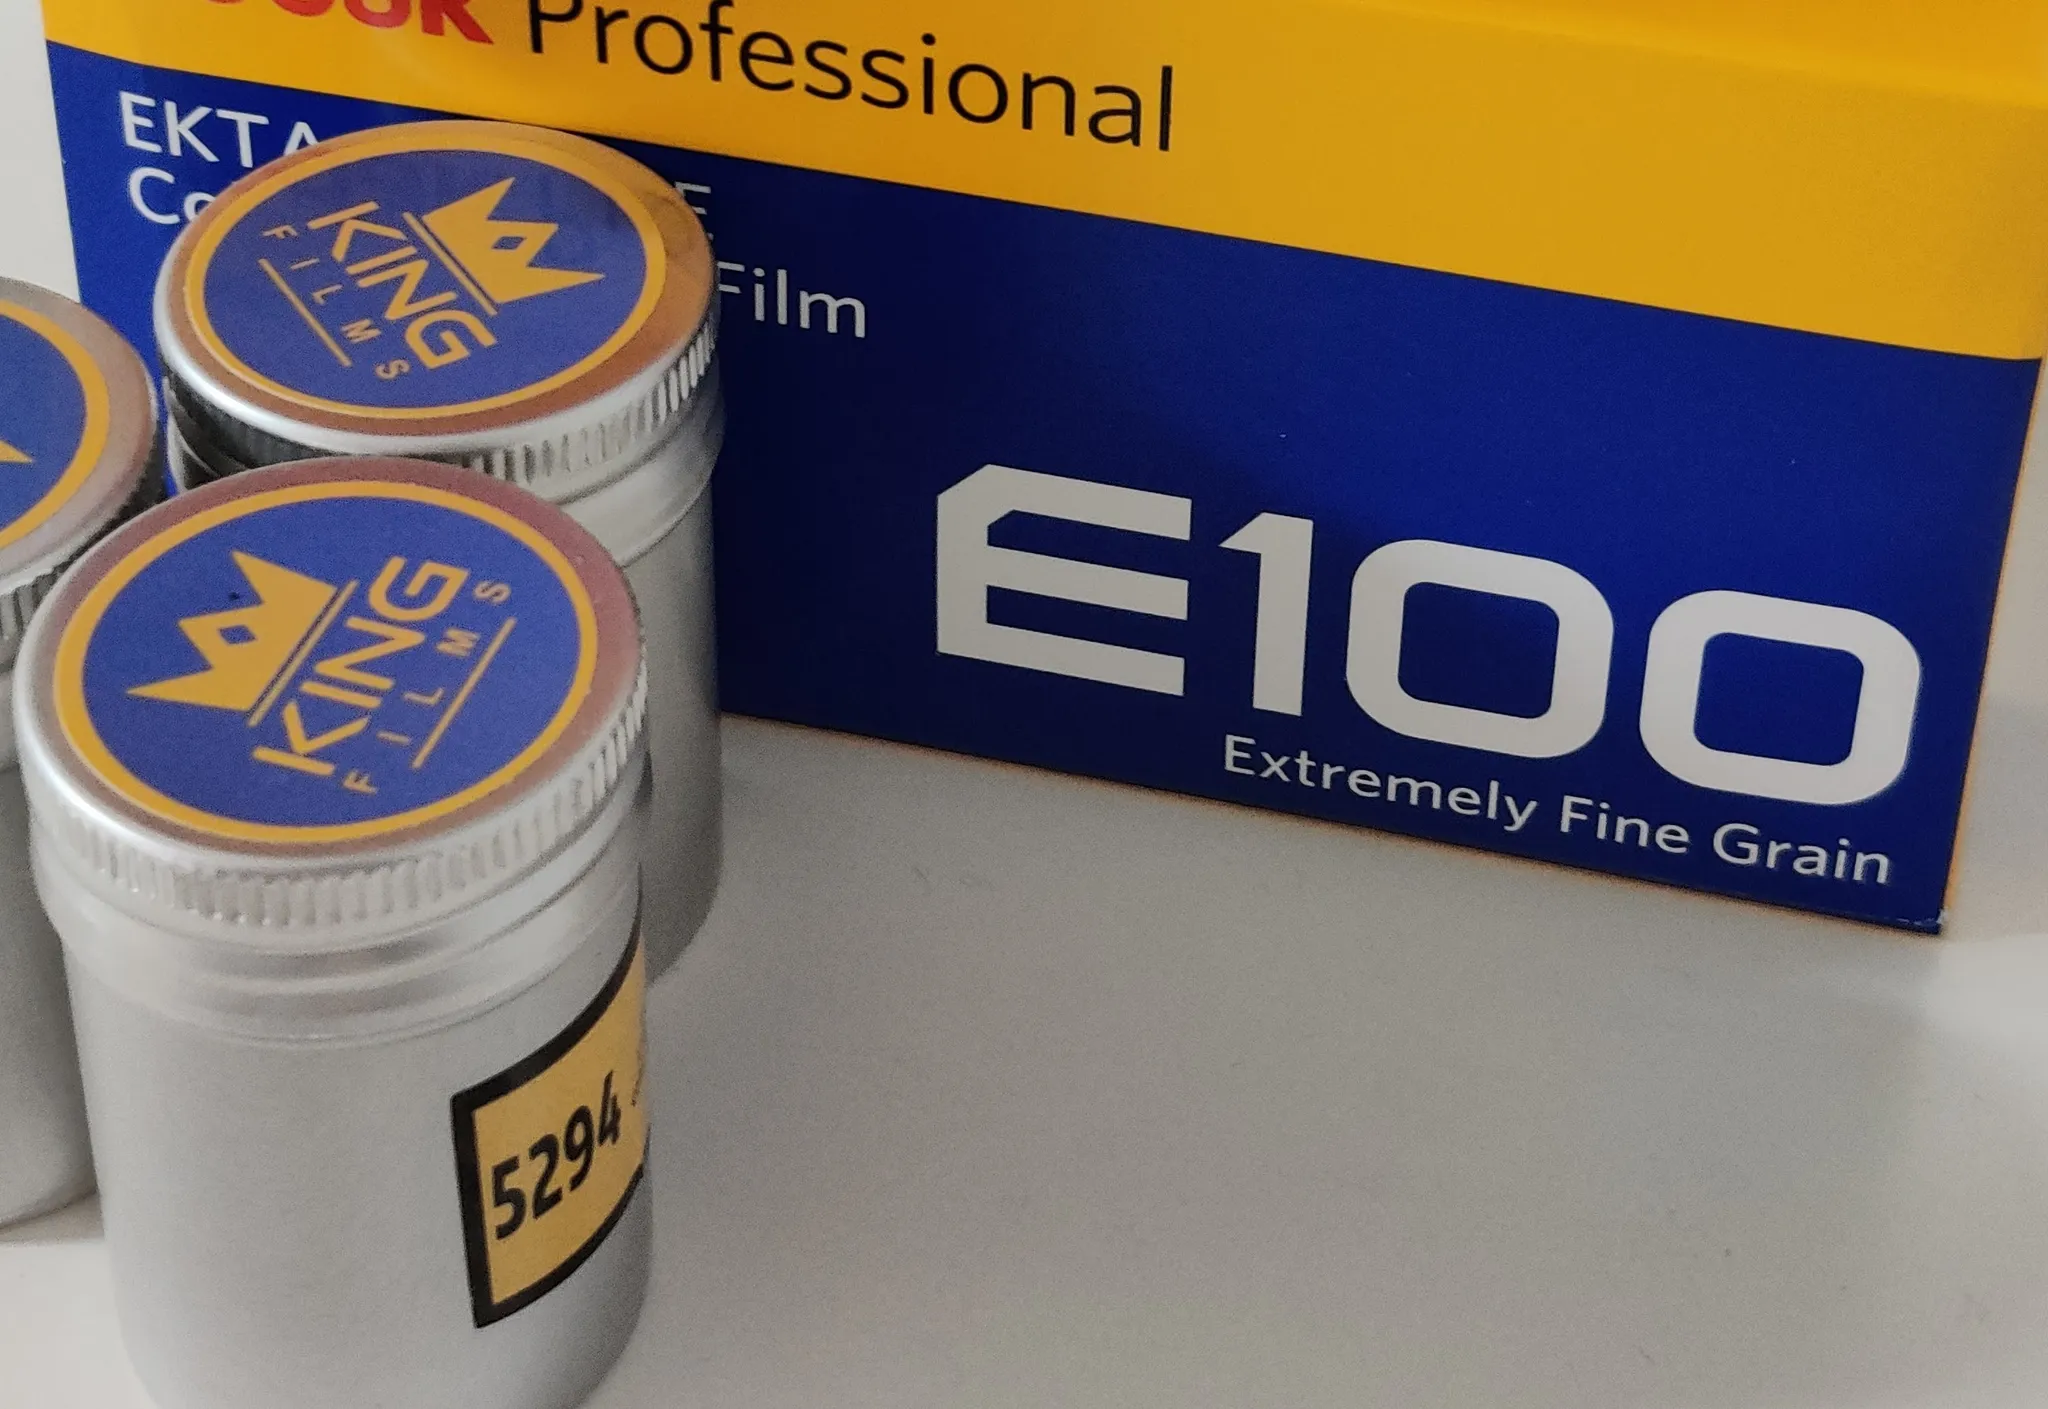 Professional
EKTA
Film
E100
Extremely Fine Grain
KING
FILMS
KING
FILMS
5294